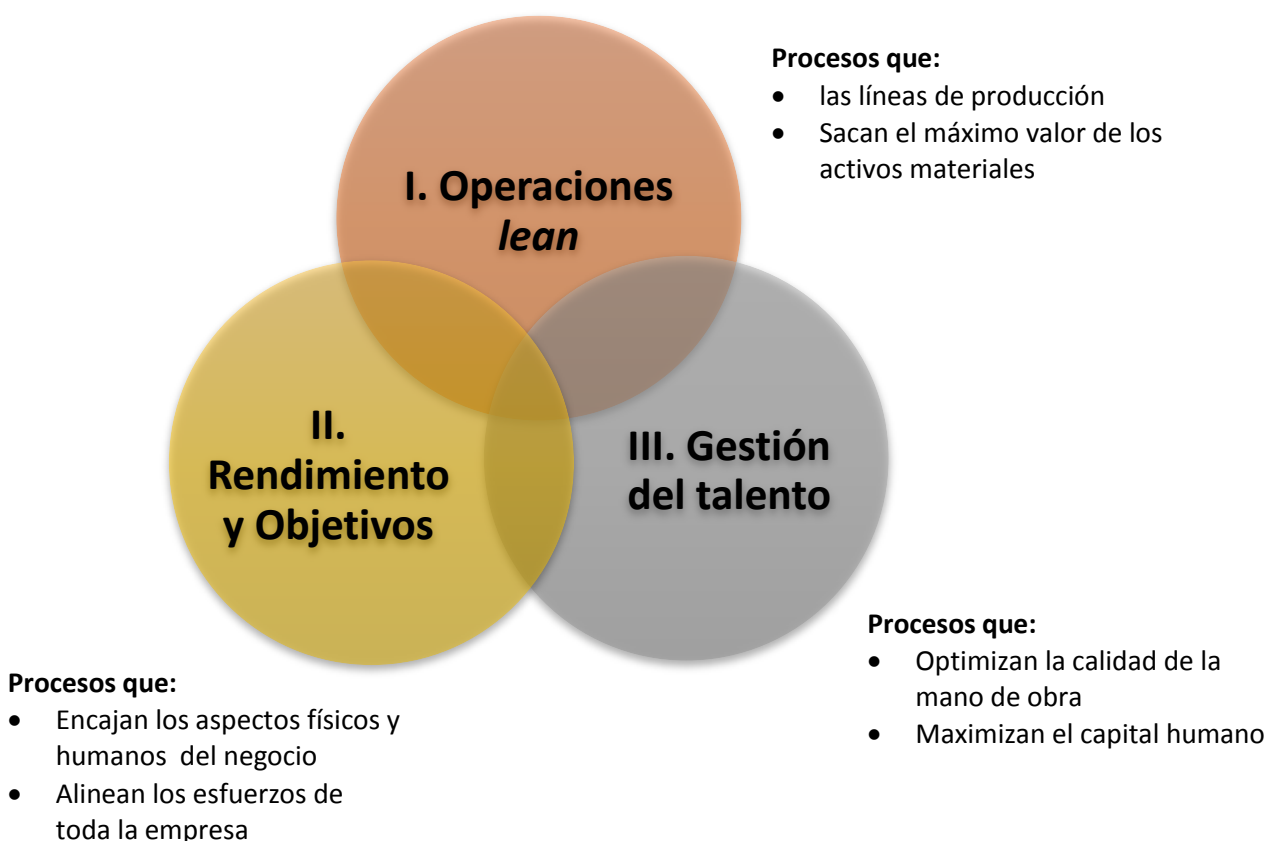 Procesos que:
• las líneas de producción
• Sacan el máximo valor de los
activos materiales
I. Operaciones
lean
II.
Rendimiento
y Objetivos
III. Gestión
del talento
Procesos que:
• Optimizan la calidad de la
mano de obra
• Maximizan el capital humano
Procesos que:
• Encajan los aspectos físicos y
humanos del negocio
• Alinean los esfuerzos de
toda la empresa